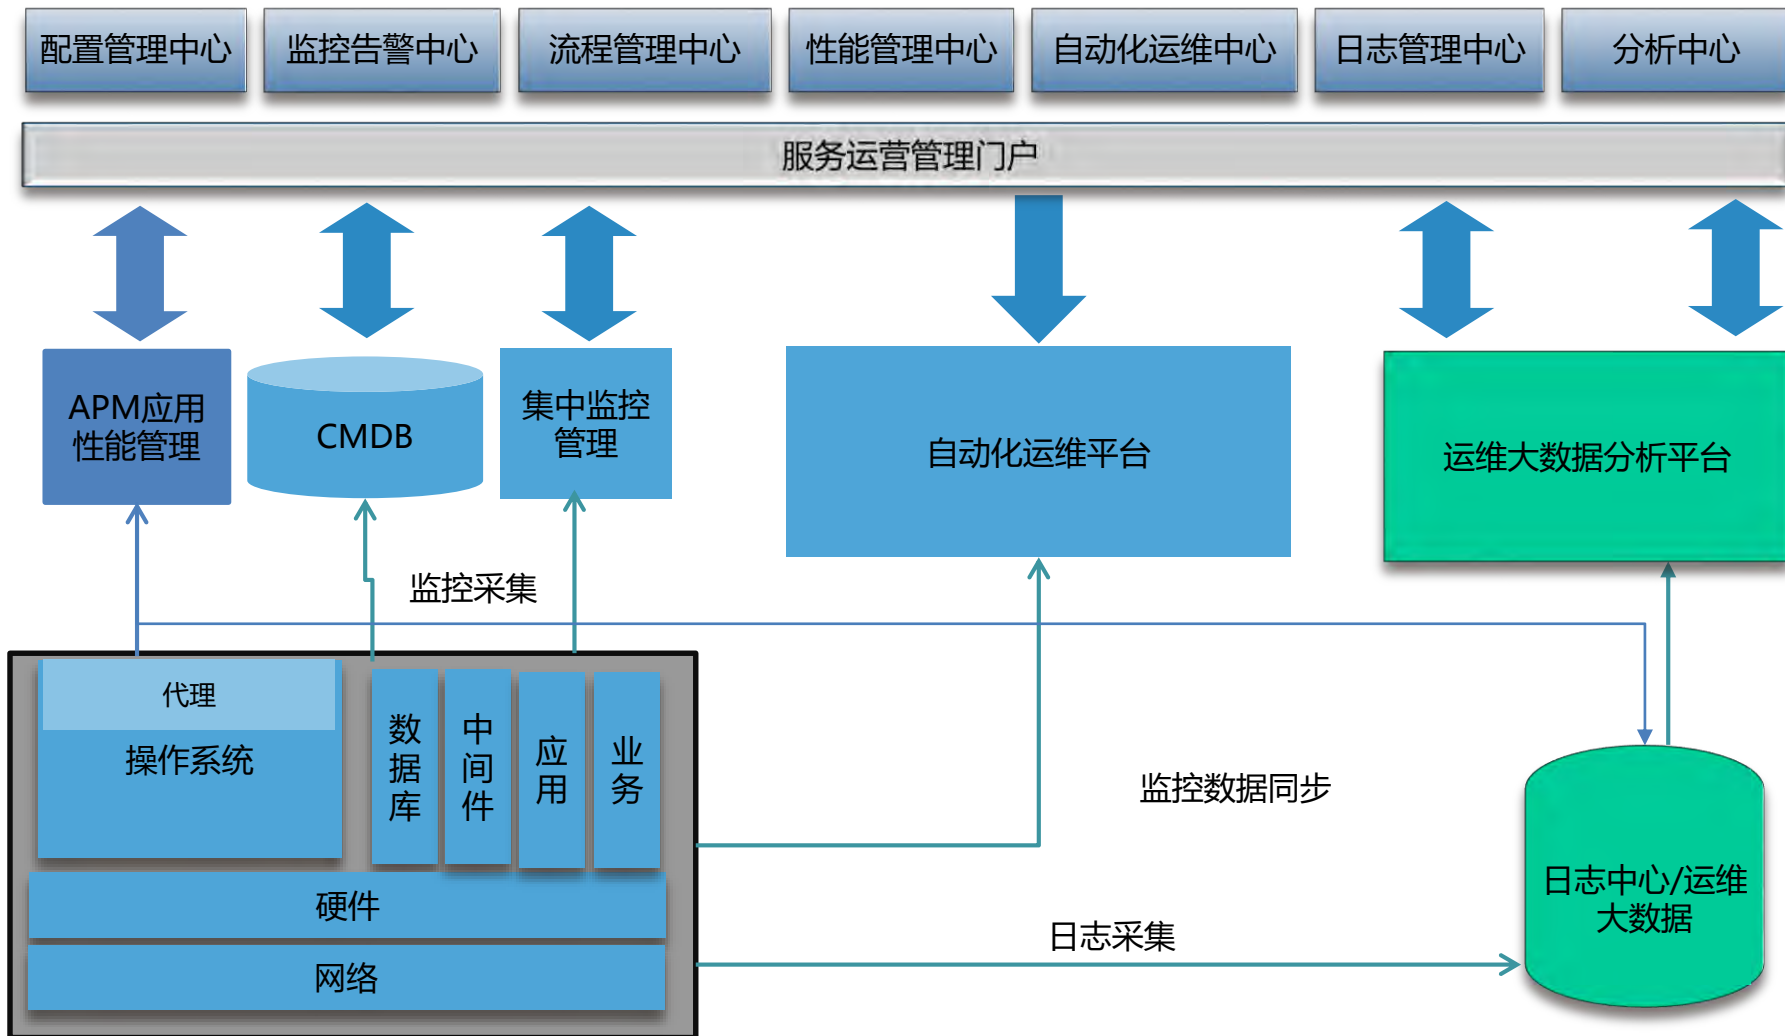 配置管理中心
监控告警中心
流程管理中心
性能管理中心
自动化运维中心
日志管理中心
分析中心
服务运营管理门户
APM应用
性能管理
CMDB
集中监控
管理
自动化运维平台
运维大数据分析平台
监控采集
代理
操作系统
数
据
库
中
间
件
应
用
业
务
硬件
网络
监控数据同步
日志采集
日志中心/运维
大数据